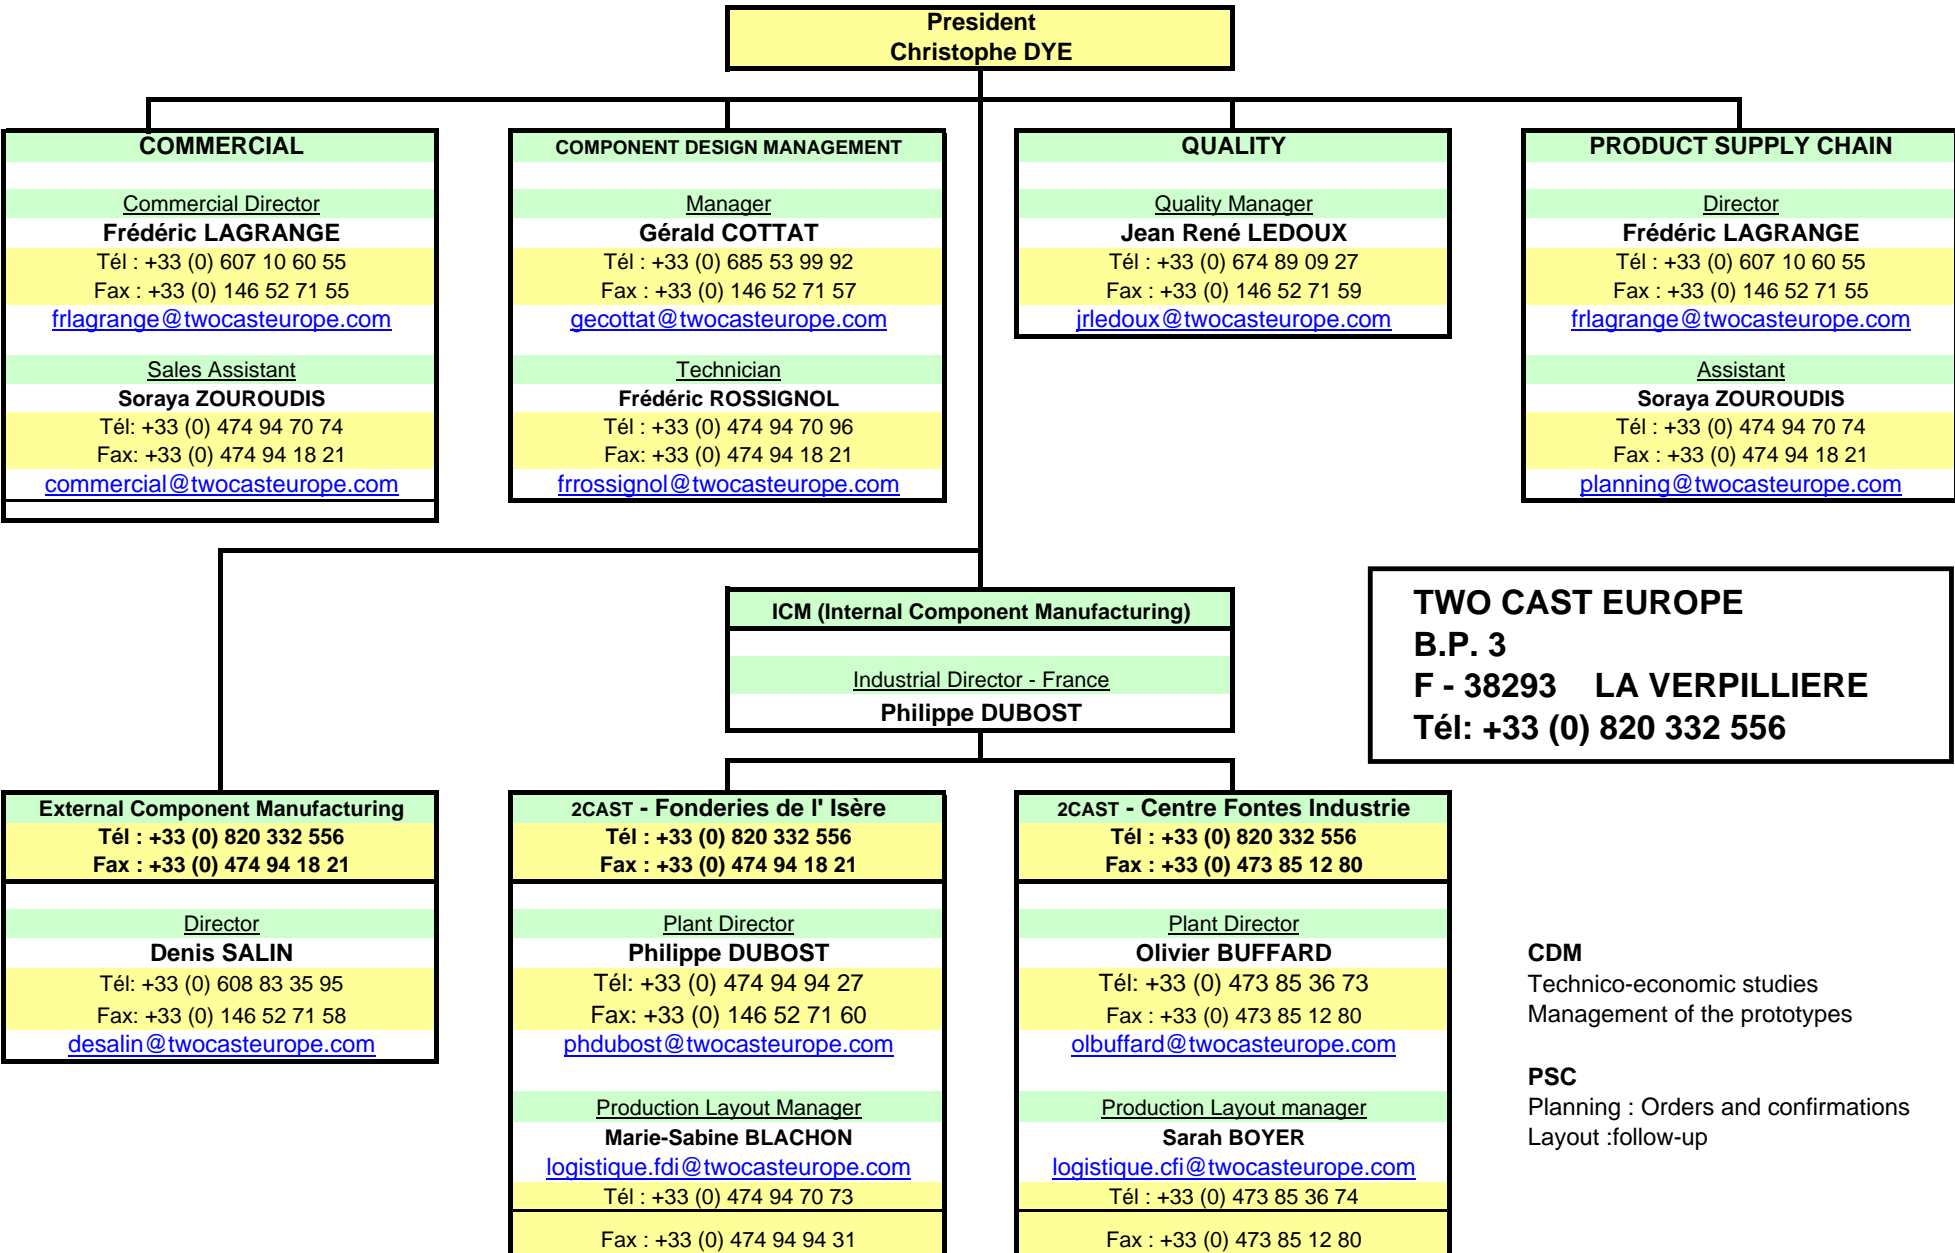 President
Christophe DYE
COMMERCIAL
Commercial Director
Frédéric LAGRANGE
Tél : +33 (0) 607 10 60 55
Fax : +33 (0) 146 52 71 55
frlagrange@twocasteurope.com
Sales Assistant
Soraya ZOUROUDIS
Tél: +33 (0) 474 94 70 74
Fax: +33 (0) 474 94 18 21
commercial@twocasteurope.com
COMPONENT DESIGN MANAGEMENT
Manager
Gérald COTTAT
Tél : +33 (0) 685 53 99 92
Fax : +33 (0) 146 52 71 57
gecottat@twocasteurope.com
Technician
Frédéric ROSSIGNOL
Tél : +33 (0) 474 94 70 96
Fax: +33 (0) 474 94 18 21
frrossignol@twocasteurope.com
QUALITY
Quality Manager
Jean René LEDOUX
Tél : +33 (0) 674 89 09 27
Fax : +33 (0) 146 52 71 59
jrledoux@twocasteurope.com
PRODUCT SUPPLY CHAIN
Director
Frédéric LAGRANGE
Tél : +33 (0) 607 10 60 55
Fax : +33 (0) 146 52 71 55
frlagrange@twocasteurope.com
Assistant
Soraya ZOUROUDIS
Tél : +33 (0) 474 94 70 74
Fax : +33 (0) 474 94 18 21
planning@twocasteurope.com
ICM (Internal Component Manufacturing)
Industrial Director - France
Philippe DUBOST
TWO CAST EUROPE
B.P. 3
F - 38293 LA VERPILLIERE
Tél: +33 (0) 820 332 556
External Component Manufacturing
Tél : +33 (0) 820 332 556
Fax : +33 (0) 474 94 18 21
Director
Denis SALIN
Tél: +33 (0) 608 83 35 95
Fax: +33 (0) 146 52 71 58
desalin@twocasteurope.com
2CAST - Fonderies de l' Isère
Tél : +33 (0) 820 332 556
Fax : +33 (0) 474 94 18 21
Plant Director
Philippe DUBOST
Tél: +33 (0) 474 94 94 27
Fax: +33 (0) 146 52 71 60
phdubost@twocasteurope.com
Production Layout Manager
Marie-Sabine BLACHON
logistique.fdi@twocasteurope.com
Tél : +33 (0) 474 94 70 73
Fax : +33 (0) 474 94 94 31
2CAST - Centre Fontes Industrie
Tél : +33 (0) 820 332 556
Fax : +33 (0) 473 85 12 80
Plant Director
Olivier BUFFARD
Tél: +33 (0) 473 85 36 73
Fax : +33 (0) 473 85 12 80
olbuffard@twocasteurope.com
Production Layout manager
Sarah BOYER
logistique.cfi@twocasteurope.com
Tél : +33 (0) 473 85 36 74
Fax : +33 (0) 473 85 12 80
CDM
Technico-economic studies
Management of the prototypes
PSC
Planning : Orders and confirmations
Layout :follow-up